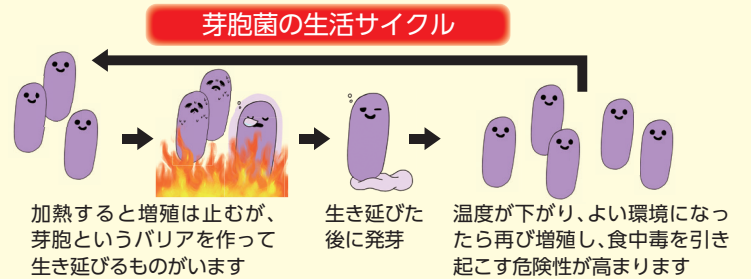 芽胞菌の生活サイクル
加熱すると増殖は止むが、
芽胞というバリアを作って
生き延びるものがいます
生き延びた
後に発芽
温度が下がり、よい環境になっ
たら再び増殖し、食中毒を引き
起こす危険性が高まります